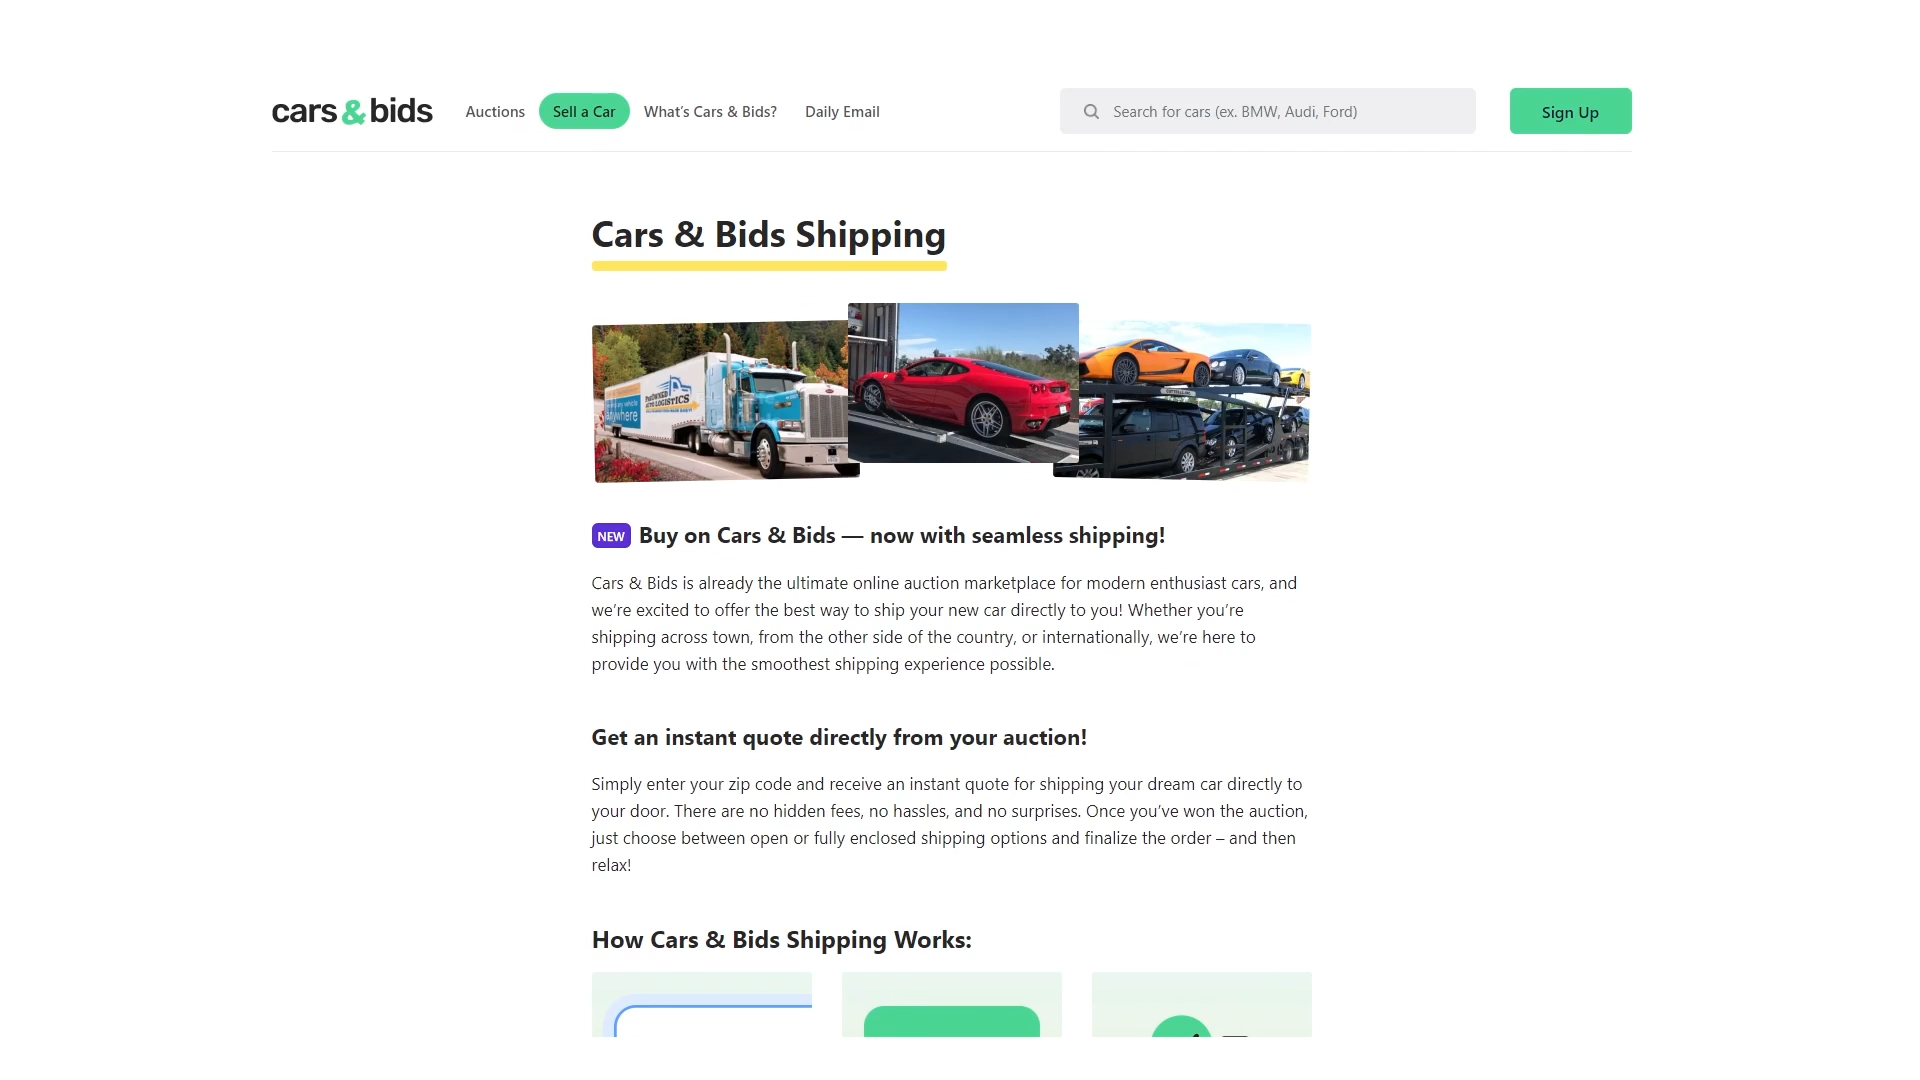 cars & bids
Auctions
Sell a Car
What's Cars & Bids?
Daily Email
Search for cars (ex. BMW, Audi, Ford)
Sign Up
Cars & Bids Shipping
anywhere
AUTO LOGISTICS
NEW Buy on Cars & Bids — now with seamless shipping!
Cars & Bids is already the ultimate online auction marketplace for modern enthusiast cars, and
we're excited to offer the best way to ship your new car directly to you! Whether you're
shipping across town, from the other side of the country, or internationally, we're here to
provide you with the smoothest shipping experience possible.
Get an instant quote directly from your auction!
Simply enter your zip code and receive an instant quote for shipping your dream car directly to
your door. There are no hidden fees, no hassles, and no surprises. Once you've won the auction,
just choose between open or fully enclosed shipping options and finalize the order – and then
relax!
How Cars & Bids Shipping Works: